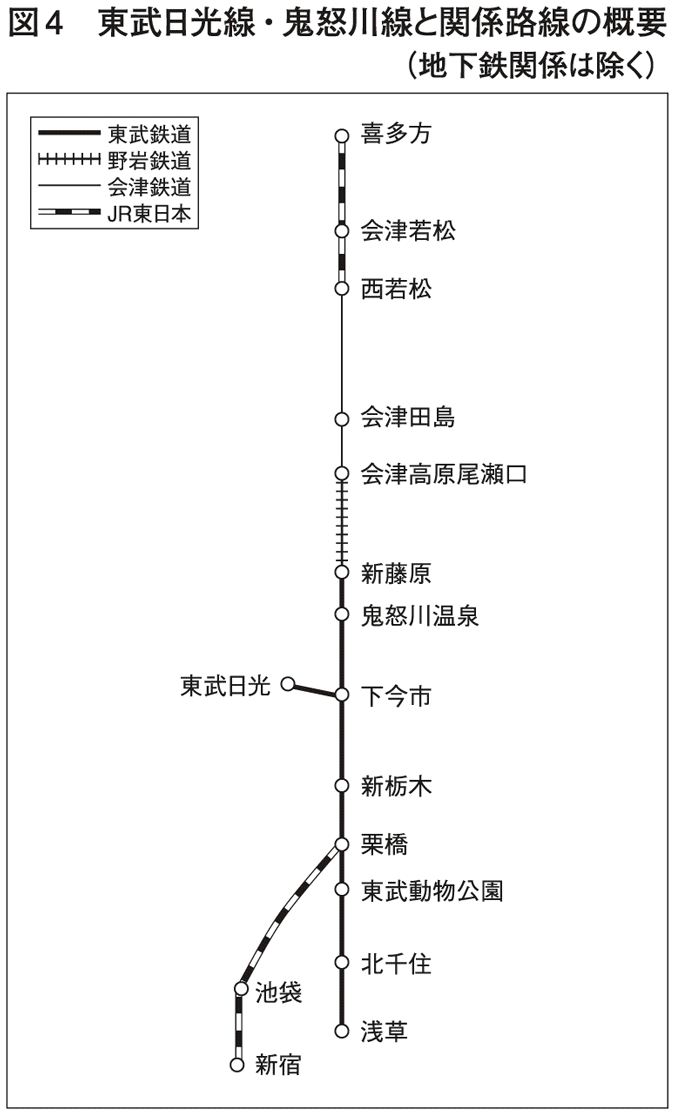 図4 東武日光線・鬼怒川線と関係路線の概要
(地下鉄関係は除く)
東武鉄道
野岩鉄道
会津鉄道
JR東日本
喜多方
会津若松
西若松
会津田島
会津高原尾瀬口
新藤原
鬼怒川温泉
東武日光
下今市
新栃木
栗橋
東武動物公園
北千住
池袋
浅草
新宿